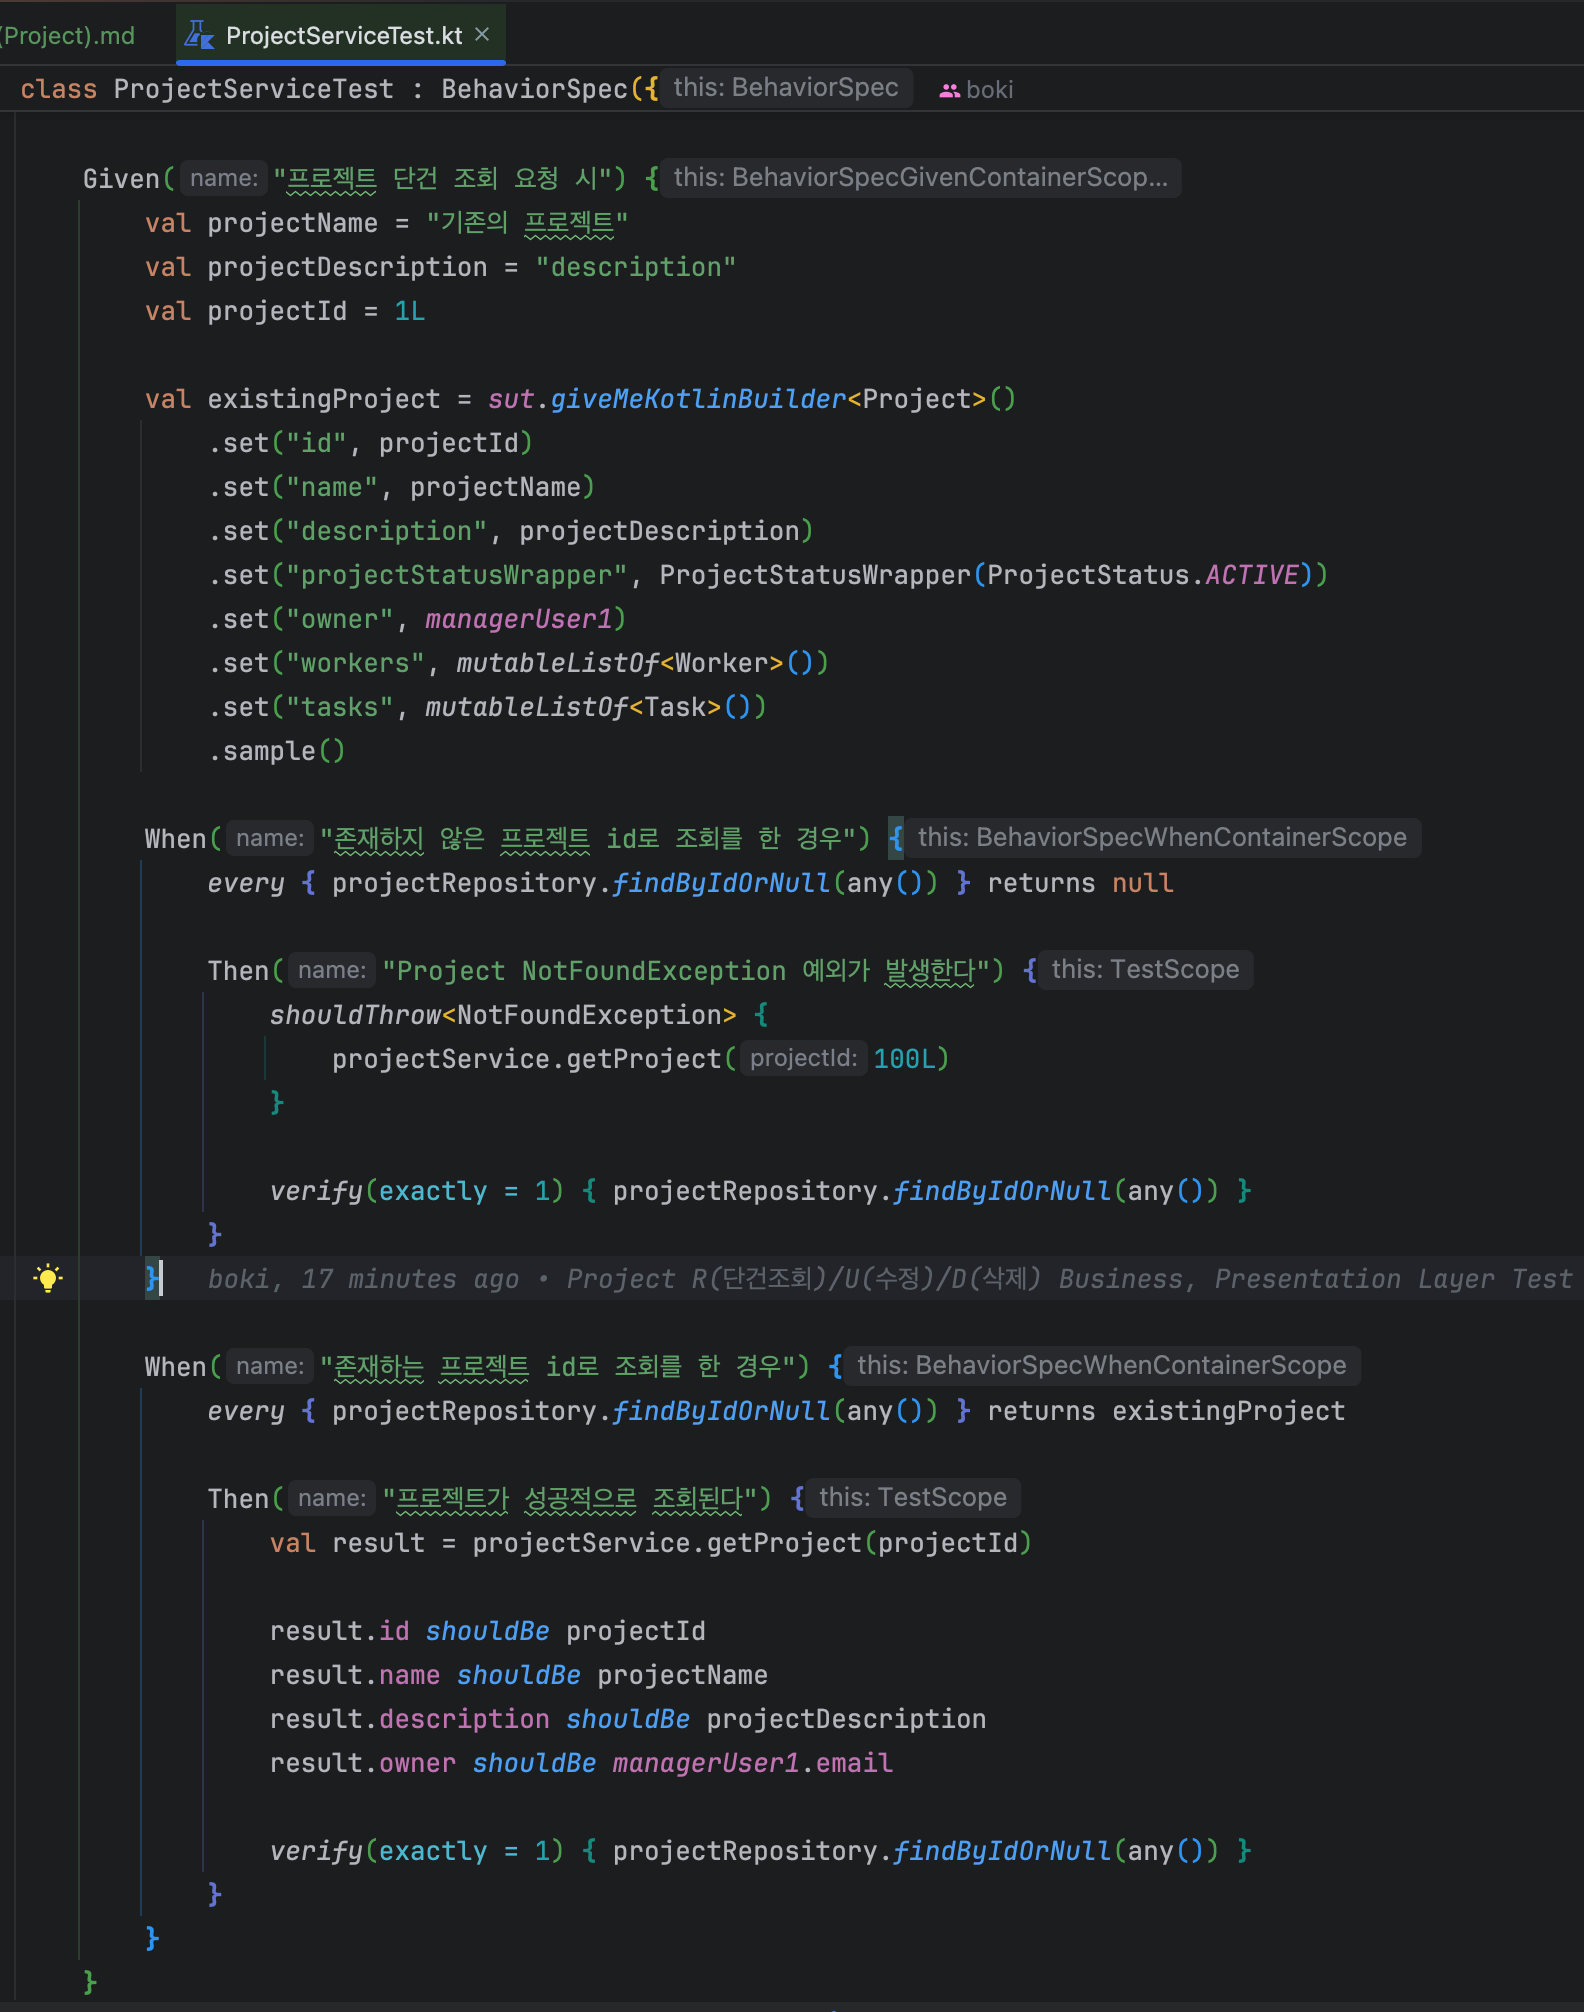 (Project).md
ProjectServiceTest.kt
class ProjectServiceTest : BehaviorSpec({ this: BehaviorSpec boki
Given( name: "프로젝트 단건 조회 요청 시") { this: BehaviorSpecGivenContainerScop...
val projectName = "기존의 프로젝트"
val projectDescription = "description"
val projectId = 1L
val existingProject = sut.giveMeKotlinBuilder<Project>()
.set("id", projectId)
.set("name", projectName)
.set("description", projectDescription)
.set("projectStatusWrapper", ProjectStatusWrapper(ProjectStatus.ACTIVE))
.set("owner", managerUser1)
.set("workers", mutableListOf<Worker>())
.set("tasks", mutableListOf<Task>())
.sample()
When( name: "존재하지 않은 프로젝트 id로 조회를 한 경우") { this: BehaviorSpecWhenContainerScope
every { projectRepository.findByIdOrNull(any()) } returns null
Then( name: "Project NotFoundException 예외가 발생한다") { this: TestScope
shouldThrow<NotFoundException> {
projectService.getProject( projectId: 100L)
}
verify(exactly = 1) { projectRepository.findByIdOrNull(any()) }
}
} boki, 17 minutes ago • Project R(단건조회)/U(수정)/D(삭제) Business, Presentation Layer Test
When( name: "존재하는 프로젝트 id로 조회를 한 경우") { this: BehaviorSpecWhenContainerScope
every { projectRepository.findByIdOrNull(any()) } returns existingProject
Then( name: "프로젝트가 성공적으로 조회된다") { this: TestScope
val result = projectService.getProject(projectId)
result.id shouldBe projectId
result.name shouldBe projectName
result.description shouldBe projectDescription
result.owner shouldBe managerUser1.email
verify(exactly = 1) { projectRepository.findByIdOrNull(any()) }
}
}
}